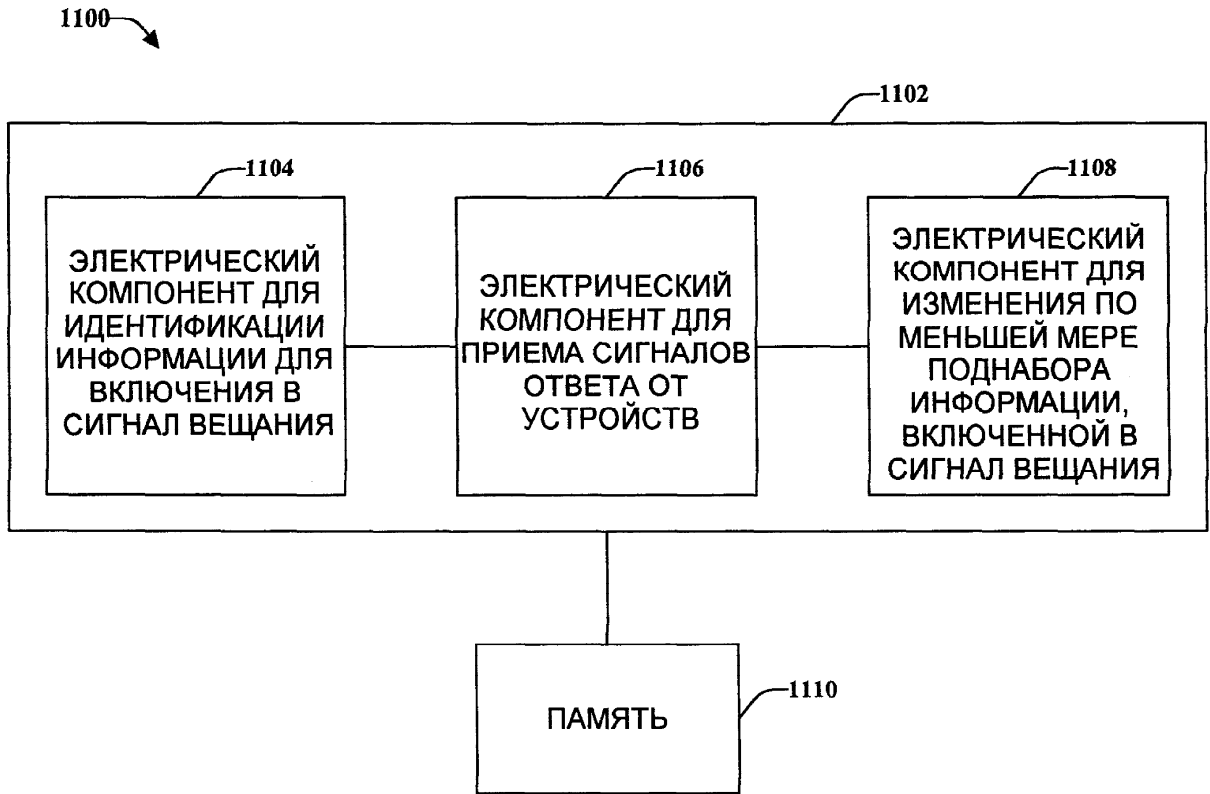 1100
1102
1104
ЭЛЕКТРИЧЕСКИЙ
КОМПОНЕНТ ДЛЯ
ИДЕНТИФИКАЦИИ
ИНФОРМАЦИИ ДЛЯ
ВКЛЮЧЕНИЯ В
СИГНАЛ ВЕЩАНИЯ
1106
ЭЛЕКТРИЧЕСКИЙ
КОМПОНЕНТ ДЛЯ
ПРИЕМА СИГНАЛОВ
ОТВЕТА ОТ
УСТРОЙСТВ
1108
ЭЛЕКТРИЧЕСКИЙ
КОМПОНЕНТ ДЛЯ
ИЗМЕНЕНИЯ ПО
МЕНЬШЕЙ МЕРЕ
ПОДНАБОРА
ИНФОРМАЦИИ,
ВКЛЮЧЕННОЙ В
СИГНАЛ ВЕЩАНИЯ
1110
ПАМЯТЬ